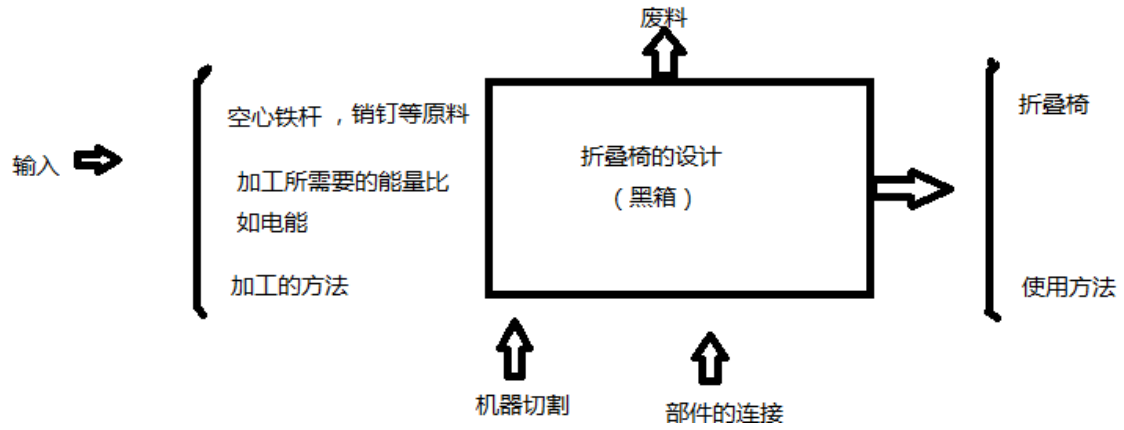 废料
空心铁杆，销钉等原料
折叠椅
输入
加工所需要的能量比
如电能
折叠椅的设计
（黑箱）
加工的方法
使用方法
机器切割
部件的连接